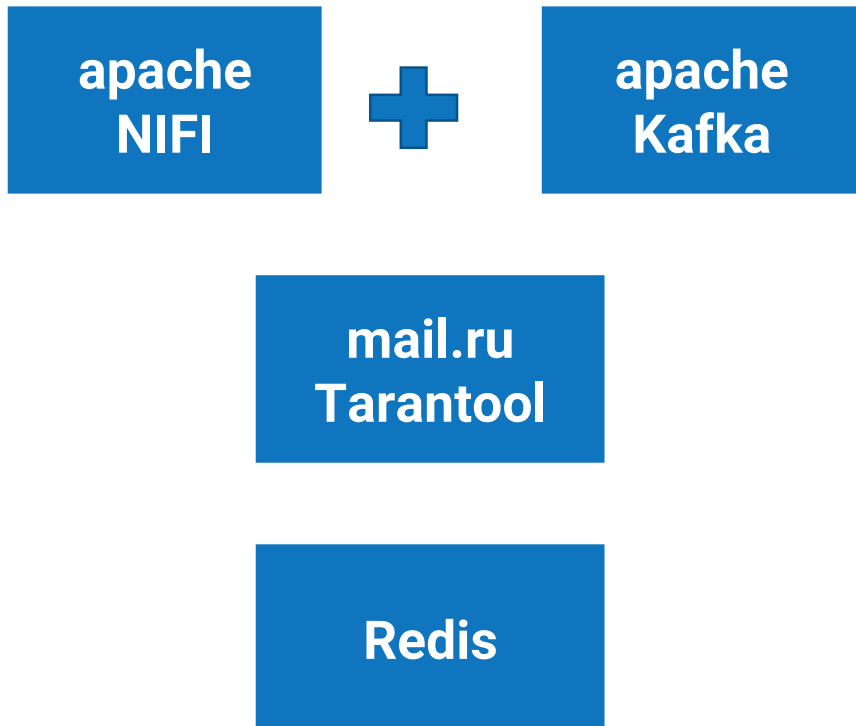 apache
NIFI
apache
Kafka
mail.ru
Tarantool
Redis